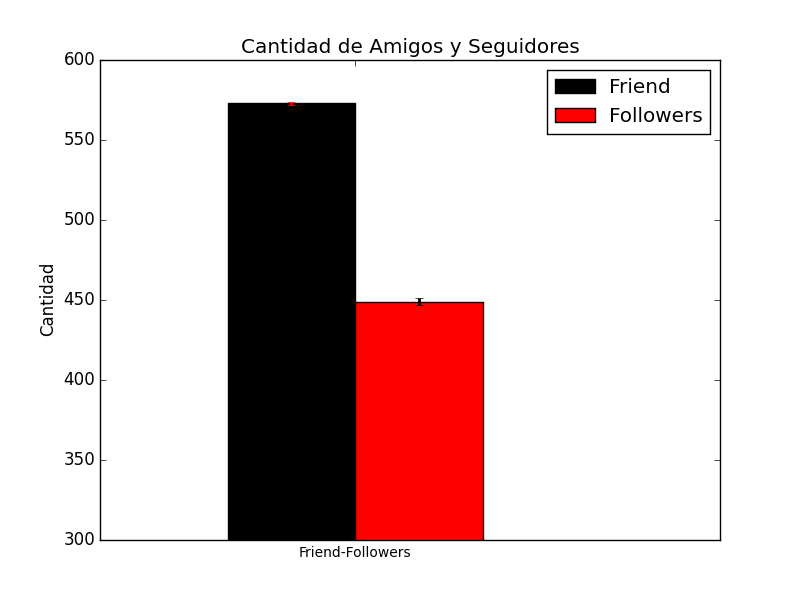 Cantidad de Amigos y Seguidores
600
550
500
450
400
350
300
Cantidad
Friend
Followers
Friend-Followers